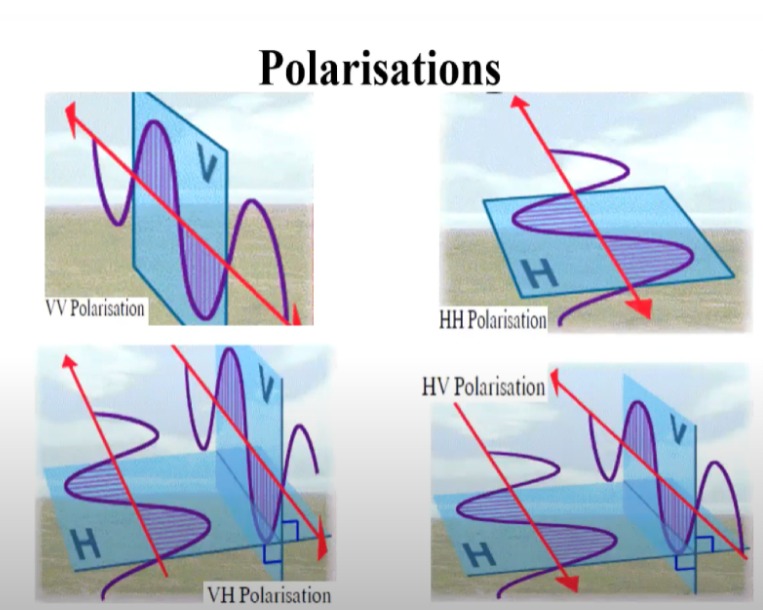 Polarisations
V
VV Polarisation
H
HH Polarisation
V
H
VH Polarisation
HV Polarisation
V
H